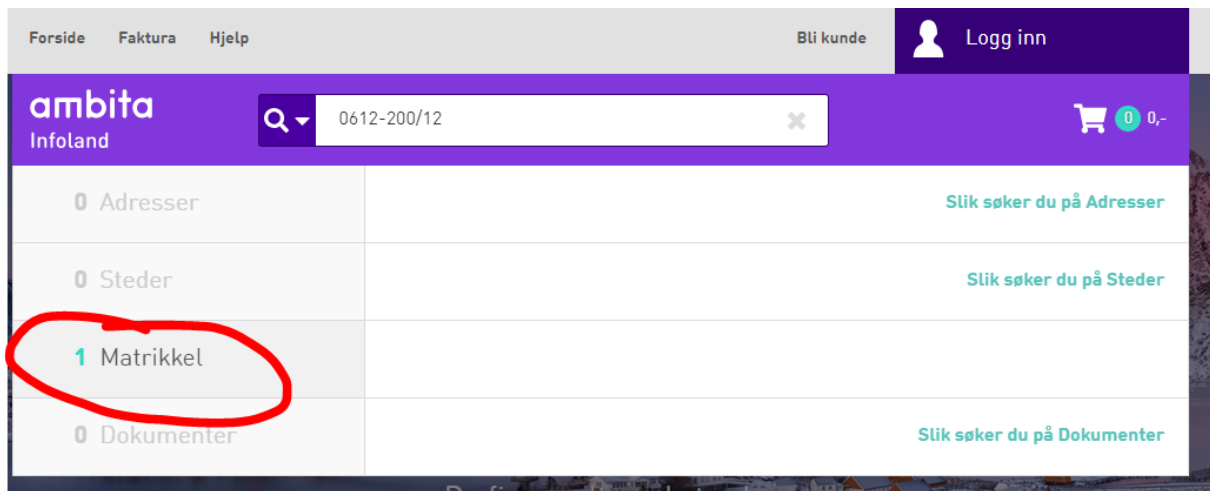 Forside Faktura Hjelp Bli kunde Logg inn
ambita
Infoland
0612-200/12
0 0,-
0 Adresser Slik søker du på Adresser
0 Steder Slik søker du på Steder
1 Matrikkel
0 Dokumenter Slik søker du på Dokumenter